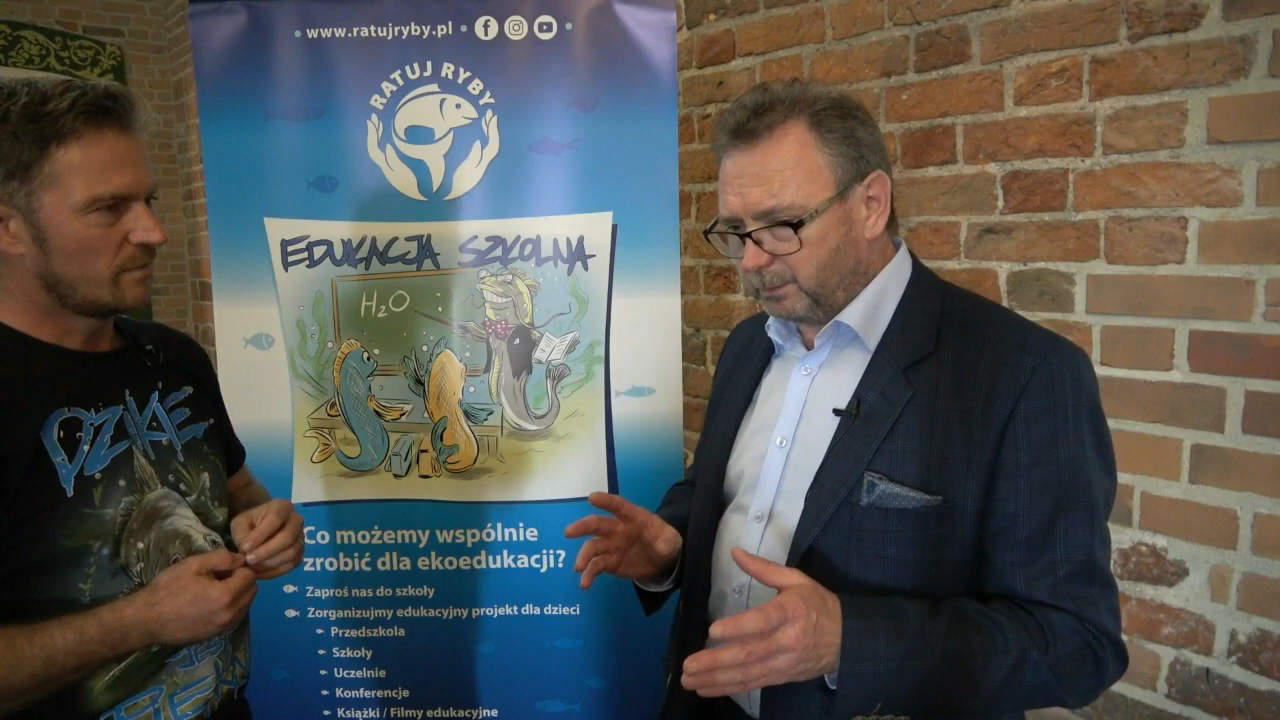 www.ratujryby.pl
RATUJ RYBY
EDUKACJA SZKOLNA
H₂O
Co możemy wspólnie
zrobić dla ekoedukacji?
Zaproś nas do szkoły
Zorganizujmy edukacyjny projekt dla dzieci
Przedszkola
Szkoły
Uczelnie
Konferencje
Książki / Filmy edukacyjne
DZIKIE